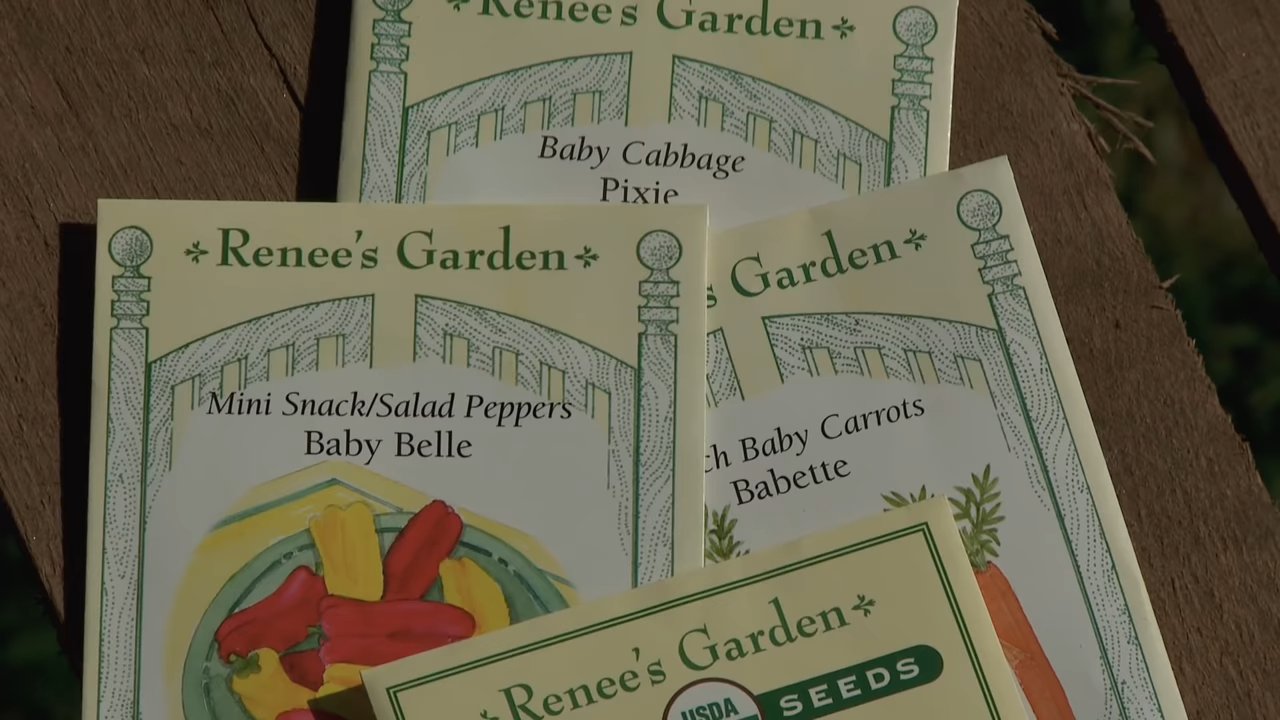 Renee's Garden
Baby Cabbage
Pixie
Renee's Garden
Mini Snack/Salad Peppers
Baby Belle
Garden
Baby Carrots
Babette
Renee's Garden
USDA
SEEDS